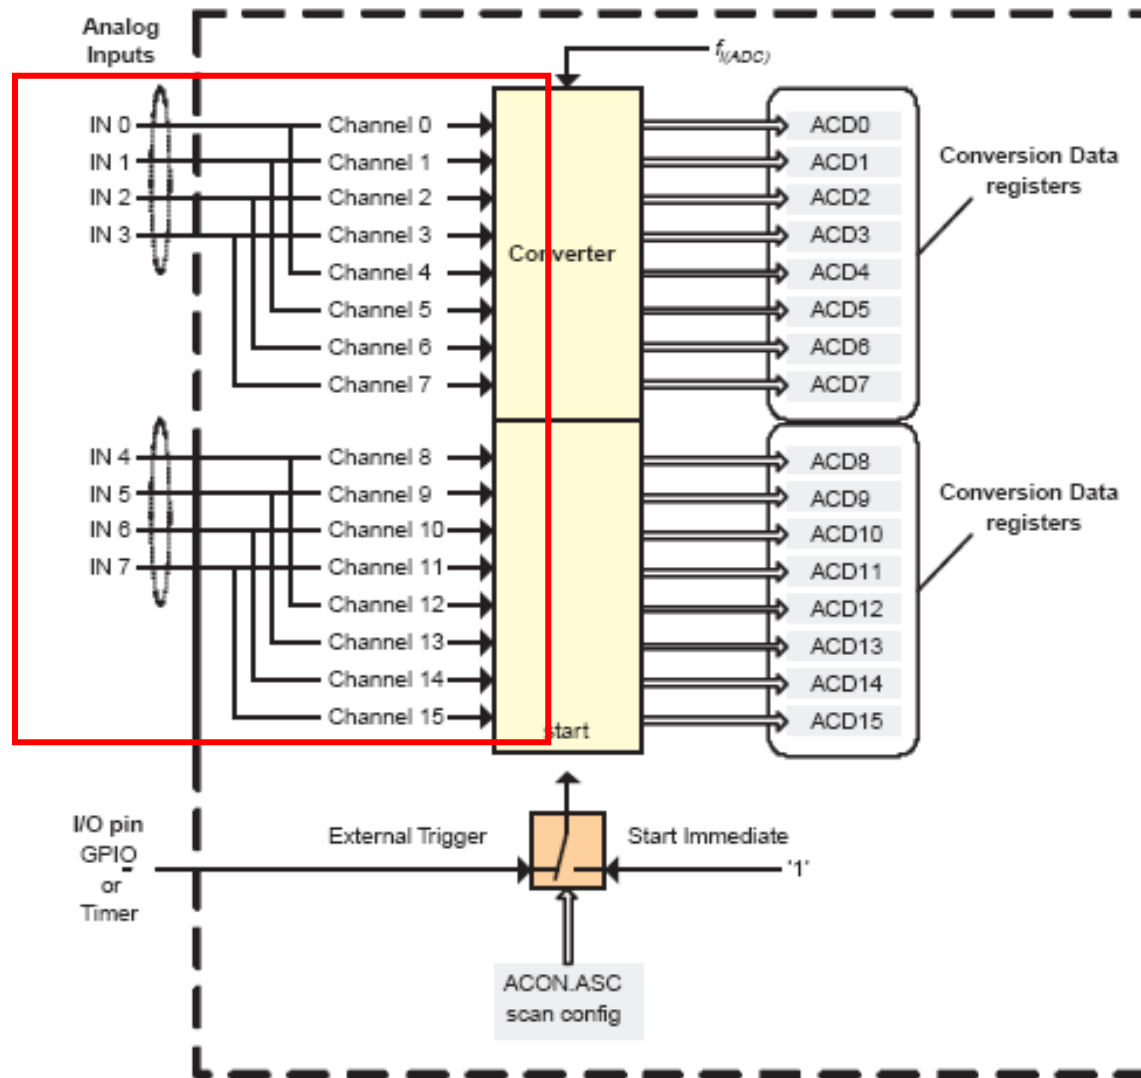 Analog
Inputs
f_I(ADC)
IN 0
IN 1
IN 2
IN 3
Channel 0
Channel 1
Channel 2
Channel 3
Channel 4
Channel 5
Channel 6
Channel 7
Converter
ACD0
ACD1
ACD2
ACD3
ACD4
ACD5
ACD6
ACD7
Conversion Data
registers
IN 4
IN 5
IN 6
IN 7
Channel 8
Channel 9
Channel 10
Channel 11
Channel 12
Channel 13
Channel 14
Channel 15
start
ACD8
ACD9
ACD10
ACD11
ACD12
ACD13
ACD14
ACD15
Conversion Data
registers
I/O pin
GPIO
or
Timer
External Trigger
Start Immediate
'1'
ACON.ASC
scan config